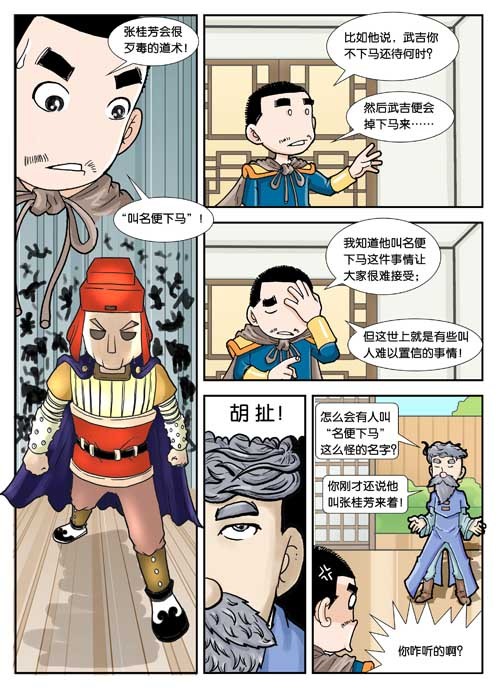 张桂芳会很
歹毒的道术！
“叫名便下马”！
比如他说，武吉你
不下马还待何时？
然后武吉便会
掉下马来……
我知道他叫名便
下马这件事情让
大家很难接受；
但这世上就是有些叫
人难以置信的事情！
胡扯！
怎么会有人叫
“名便下马”
这么怪的名字？
你刚才还说他
叫张桂芳来着！
你咋听的啊？